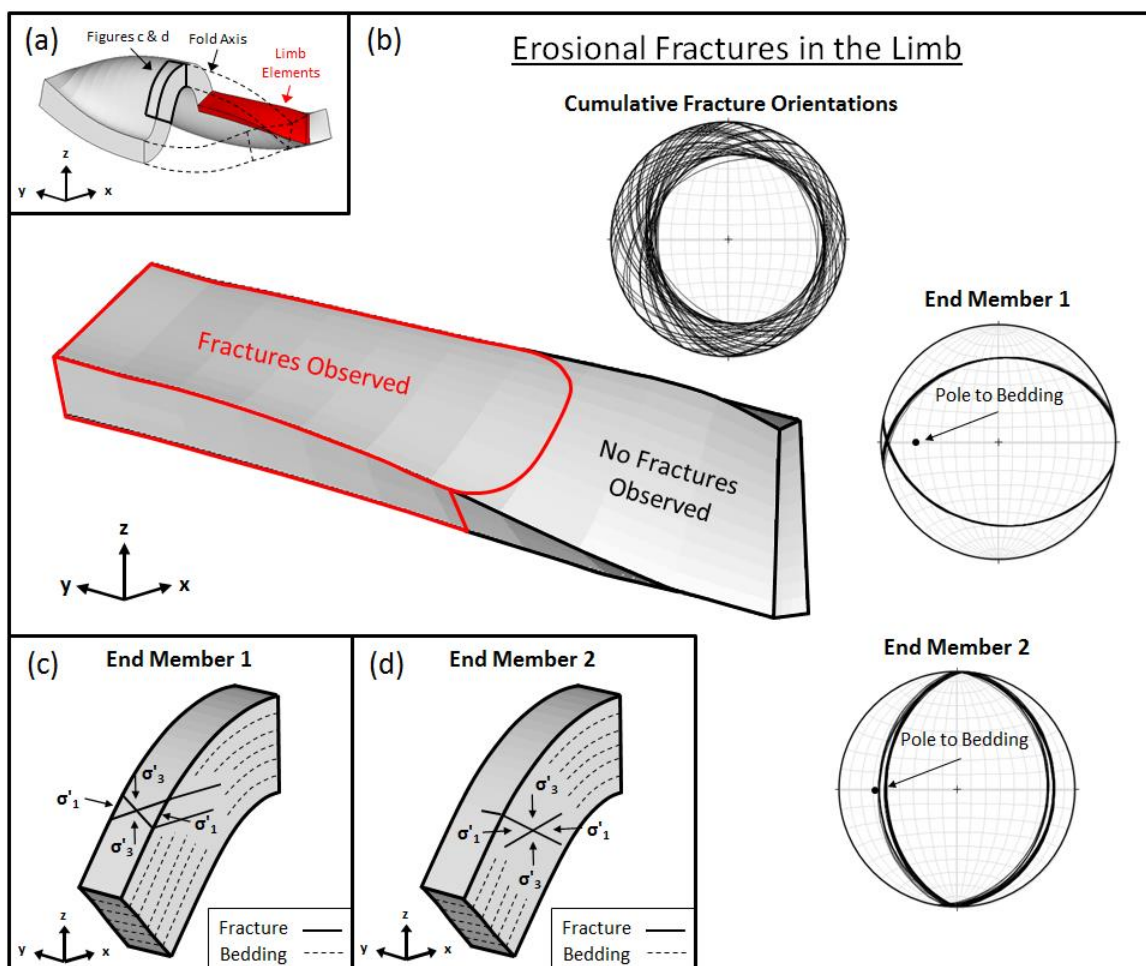 (a)
Figures c & d
Fold Axis
Limb
Elements
z
y
x
(b)
Erosional Fractures in the Limb
Cumulative Fracture Orientations
Fractures Observed
No Fractures
Observed
z
y
x
End Member 1
Pole to Bedding
End Member 2
Pole to Bedding
(c)
End Member 1
σ'3
σ'1
σ'1
σ'3
z
y
x
Fracture
Bedding
(d)
End Member 2
σ'3
σ'1
σ'1
σ'3
z
y
x
Fracture
Bedding